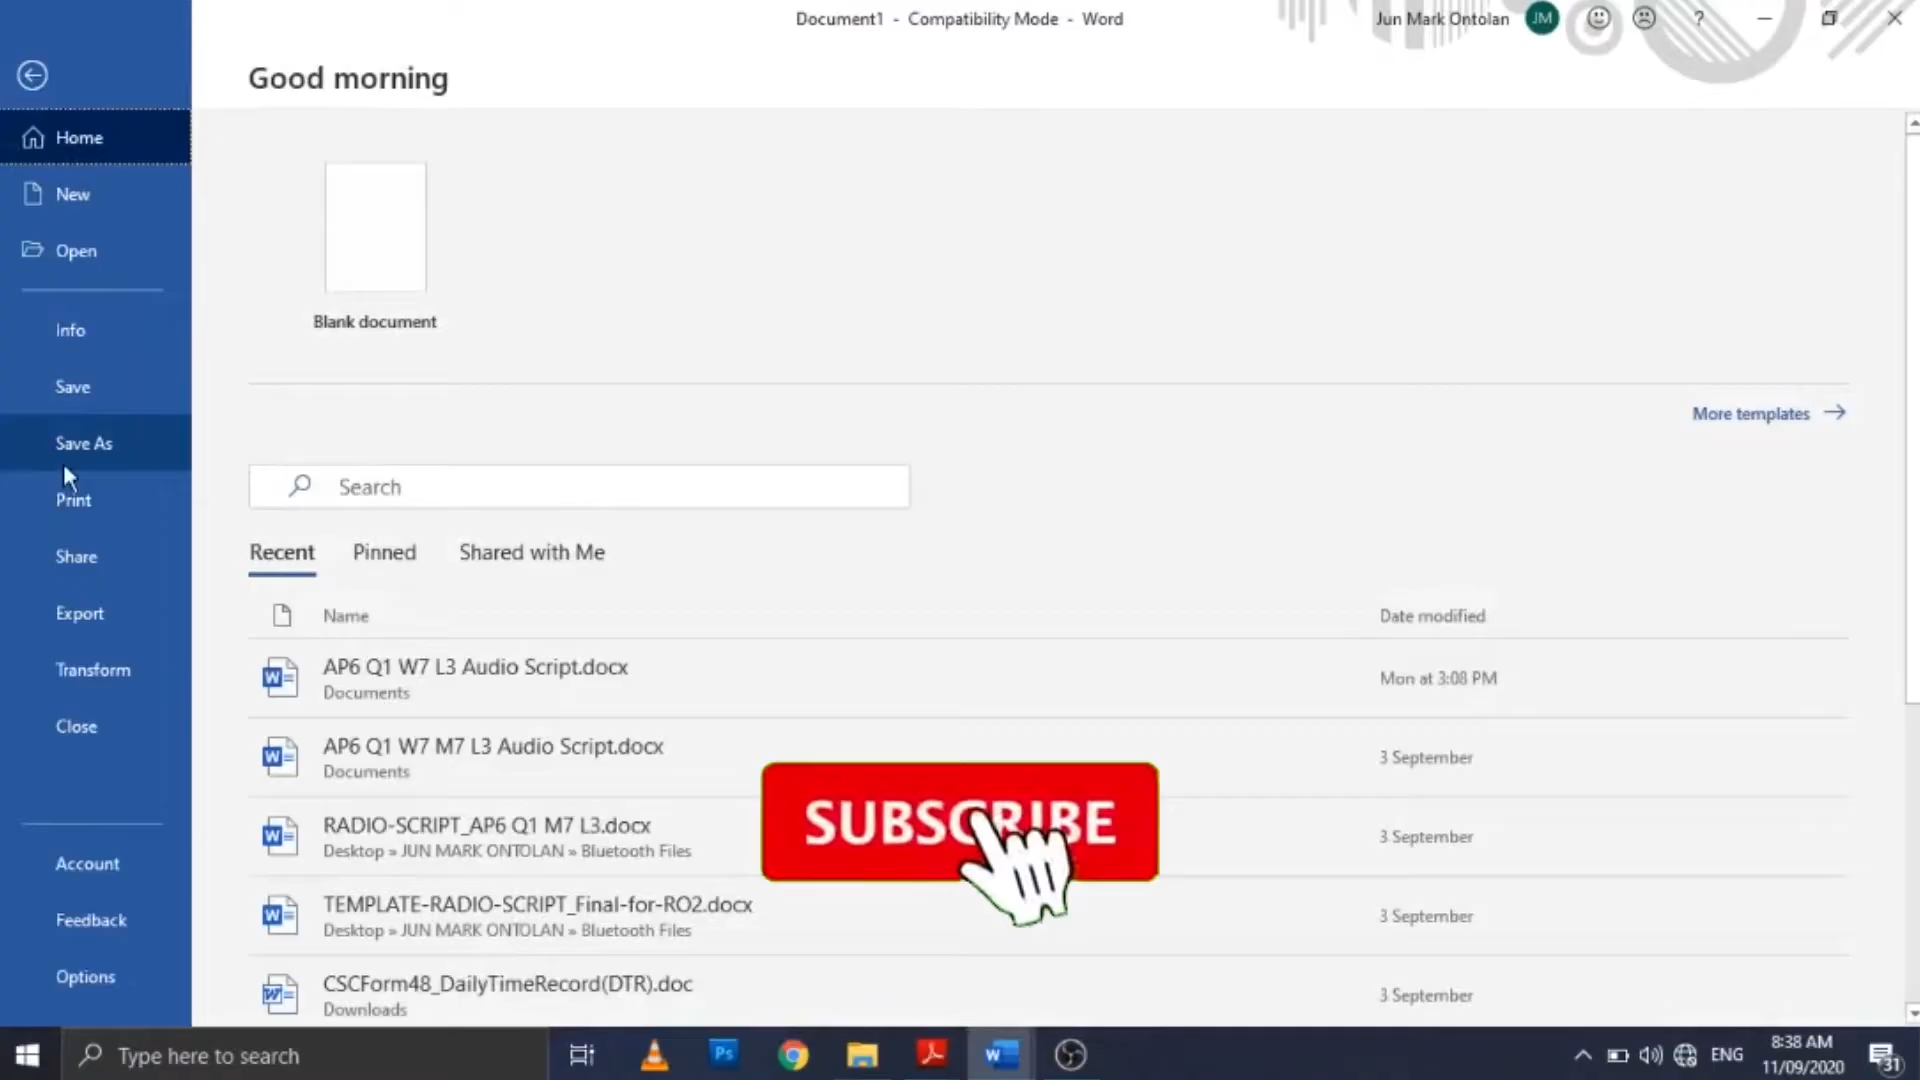 Document1 - Compatibility Mode - Word
Jun Mark Ontolan
JM
?
Good morning
Home
New
Open
Info
Save
Save As
Print
Share
Export
Transform
Close
Account
Feedback
Options
Blank document
More templates
Search
Recent Pinned Shared with Me
Name Date modified
AP6 Q1 W7 L3 Audio Script.docx
Documents
Mon at 3:08 PM
AP6 Q1 W7 M7 L3 Audio Script.docx
Documents
3 September
RADIO-SCRIPT_AP6 Q1 M7 L3.docx
Desktop » JUN MARK ONTOLAN » Bluetooth Files
3 September
TEMPLATE-RADIO-SCRIPT_Final-for-RO2.docx
Desktop » JUN MARK ONTOLAN » Bluetooth Files
3 September
CSCForm48_DailyTimeRecord(DTR).doc
Downloads
3 September
SUBSCRIBE
Type here to search
Ps
ENG
8:38 AM
11/09/2020
31